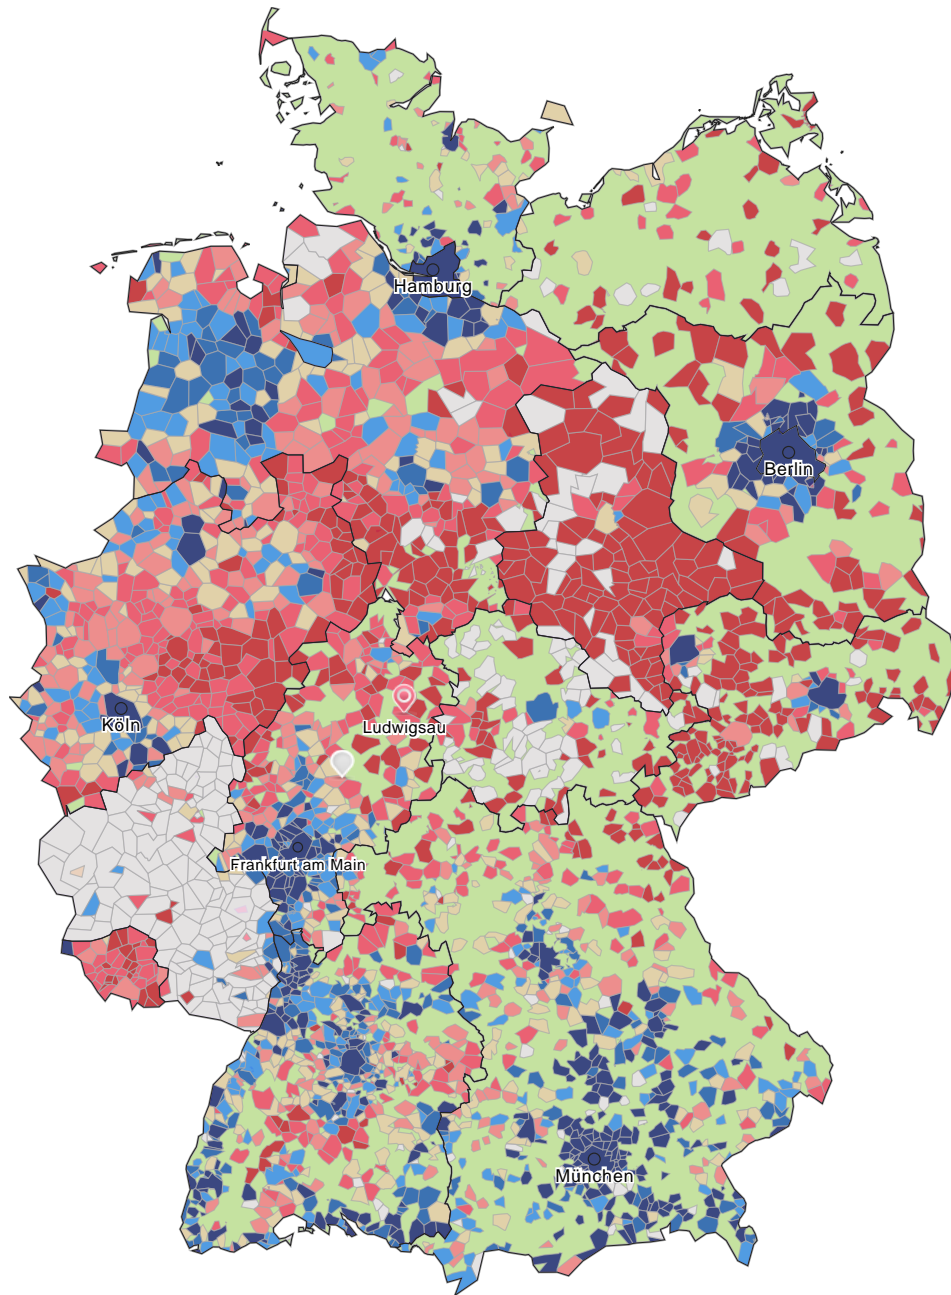 Hamburg
Berlin
Köln
Ludwigsau
Frankfurt am Main
München